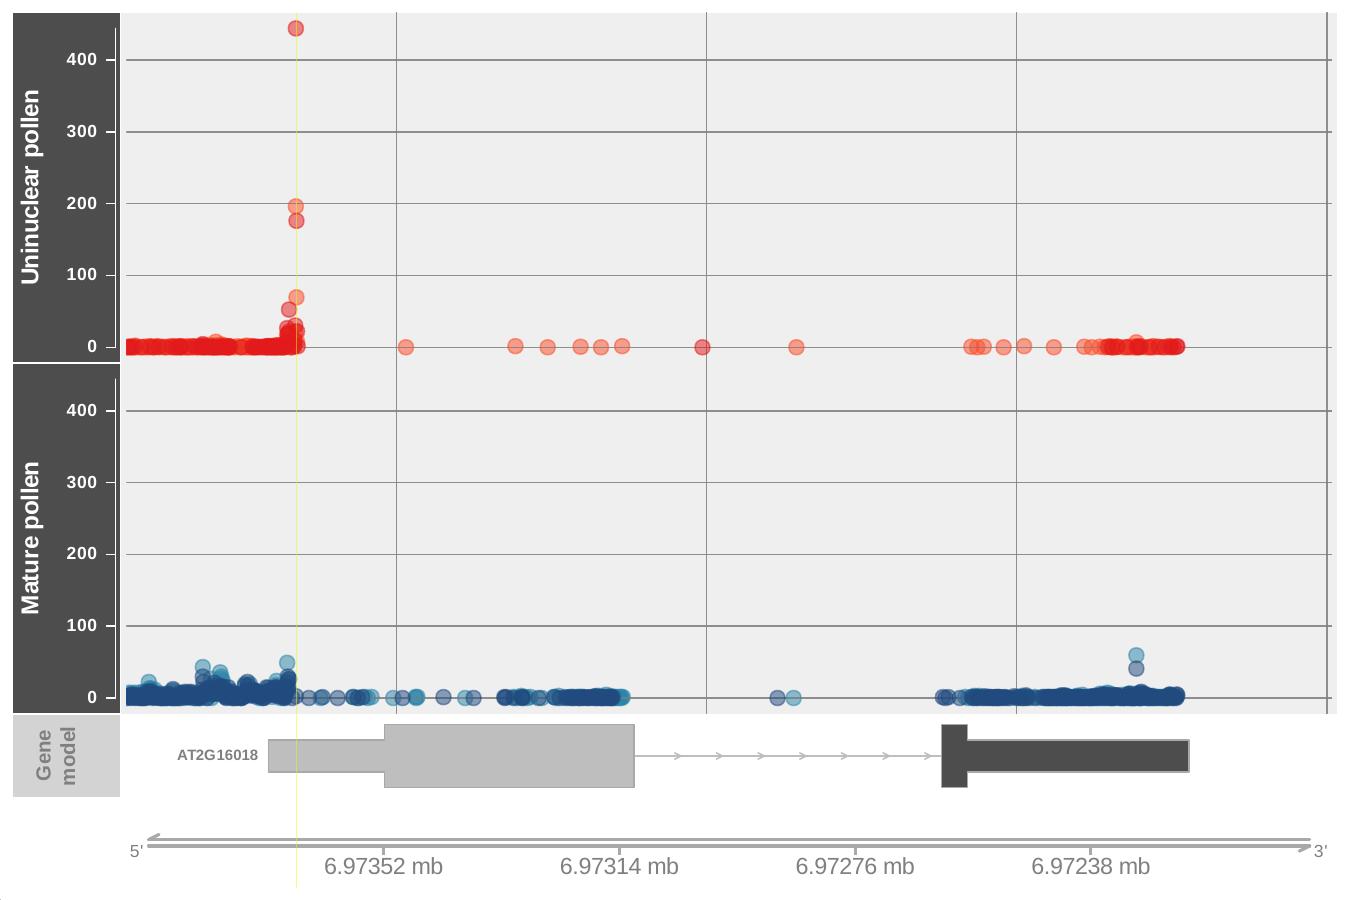 Uninuclear pollen
400
300
200
100
0
Mature pollen
400
300
200
100
0
Gene
model
AT2G16018
5'
3'
6.97352 mb
6.97314 mb
6.97276 mb
6.97238 mb